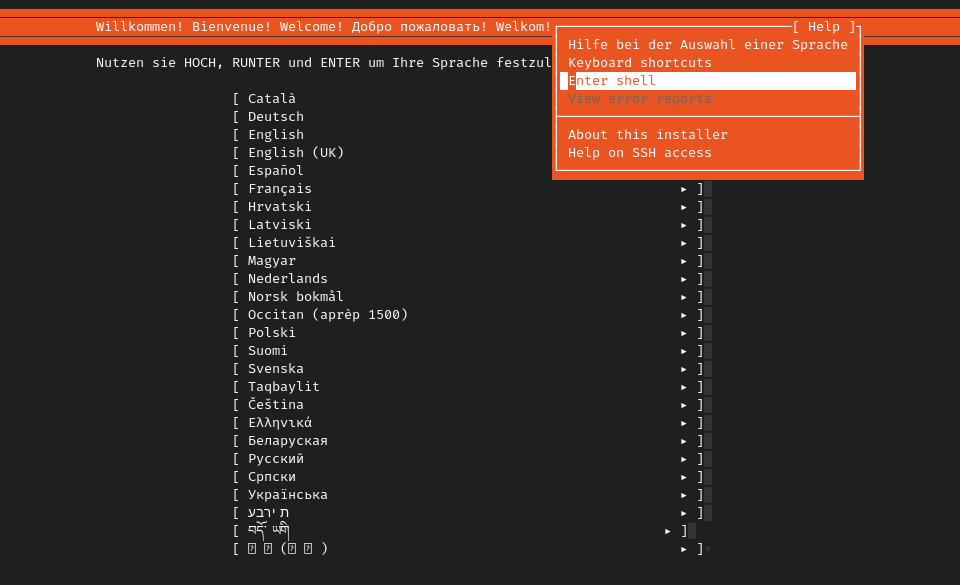 Willkommen! Bienvenue! Welcome! Добро пожаловать! Welkom! [ Help ]
Hilfe bei der Auswahl einer Sprache
Keyboard shortcuts
Enter shell
View error reports
About this installer
Help on SSH access
Nutzen sie HOCH, RUNTER und ENTER um Ihre Sprache festzul
[ Català
[ Deutsch
[ English
[ English (UK)
[ Español
[ Français ▸ ]
[ Hrvatski ▸ ]
[ Latviski ▸ ]
[ Lietuviškai ▸ ]
[ Magyar ▸ ]
[ Nederlands ▸ ]
[ Norsk bokmål ▸ ]
[ Occitan (aprèp 1500) ▸ ]
[ Polski ▸ ]
[ Suomi ▸ ]
[ Svenska ▸ ]
[ Taqbaylit ▸ ]
[ Čeština ▸ ]
[ Ελληνικά ▸ ]
[ Беларуская ▸ ]
[ Русский ▸ ]
[ Српски ▸ ]
[ Українська ▸ ]
[ ת ירבע ▸ ]
[ བོད་ཡིག ▸ ]